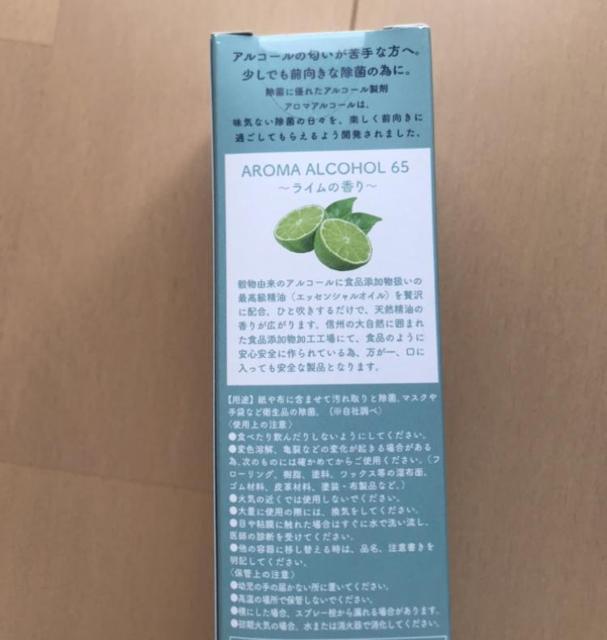 アルコールの匂いが苦手な方へ。
少しでも前向きな除菌の為に。
除菌に優れたアルコール製剤
アロマアルコールは、
味気ない除菌の日々を、楽しく前向きに
過ごしてもらえるよう開発されました。
AROMA ALCOHOL 65
～ライムの香り～
穀物由来のアルコールに食品添加物扱いの
最高級精油（エッセンシャルオイル）を贅沢
に配合。ひと吹きするだけで、天然精油の
香りが広がります。信州の大自然に囲まれ
た食品添加物加工工場にて、食品のように
安心安全に作られている為、万が一、口に
入っても安全な製品となります。
【用途】紙や布に含ませて汚れ取りと除菌。マスクや
手袋など衛生品の除菌。（※自社調べ）
〈使用上の注意〉
●食べたり飲んだりしないようにしてください。
●変色溶解、亀裂などの変化が起きる場合がある
為、次のものには確かめてからご使用ください。（フ
ローリング、樹脂、塗料、ワックス等の湿布面、
ゴム材料、皮革材料、塗装・布製品など。）
●火気の近くでは使用しないでください。
●大量に使用の際には、換気をしてください。
●目や粘膜に触れた場合はすぐに水で洗い流し、
医師の診断を受けてください。
●他の容器に移し替える時は、品名、注意書きを
明記してください。
〈保管上の注意〉
●幼児の手の届かない所に置いてください。
●高温の場所で保管しないでください。
●横にした場合、スプレー栓から漏れる場合があります。
●初期火気の場合、水または消火器で消化してください。